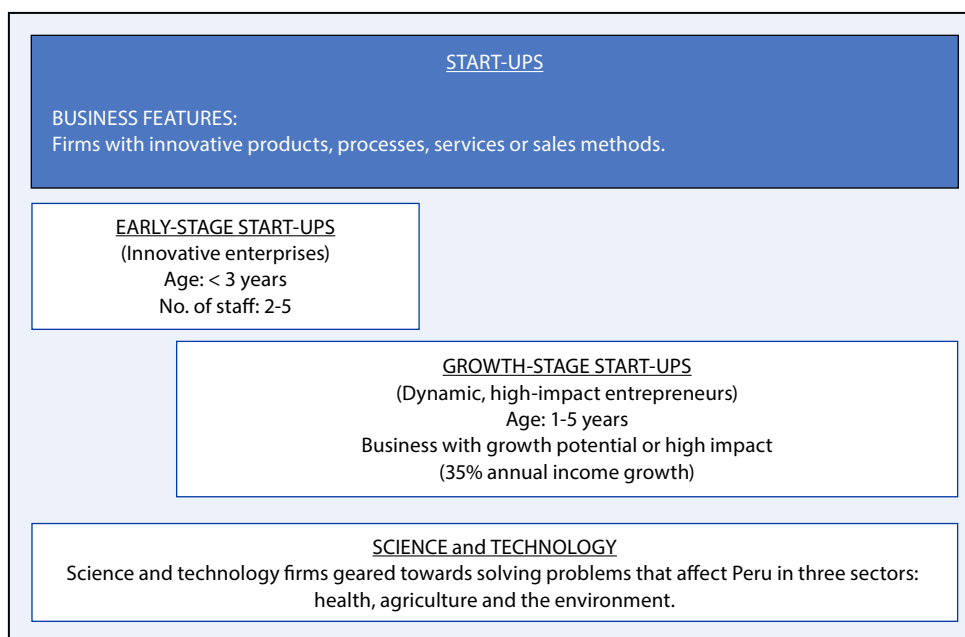 START-UPS
BUSINESS FEATURES:
Firms with innovative products, processes, services or sales methods.
EARLY-STAGE START-UPS
(Innovative enterprises)
Age: < 3 years
No. of staff: 2-5
GROWTH-STAGE START-UPS
(Dynamic, high-impact entrepreneurs)
Age: 1-5 years
Business with growth potential or high impact
(35% annual income growth)
SCIENCE and TECHNOLOGY
Science and technology firms geared towards solving problems that affect Peru in three sectors:
health, agriculture and the environment.